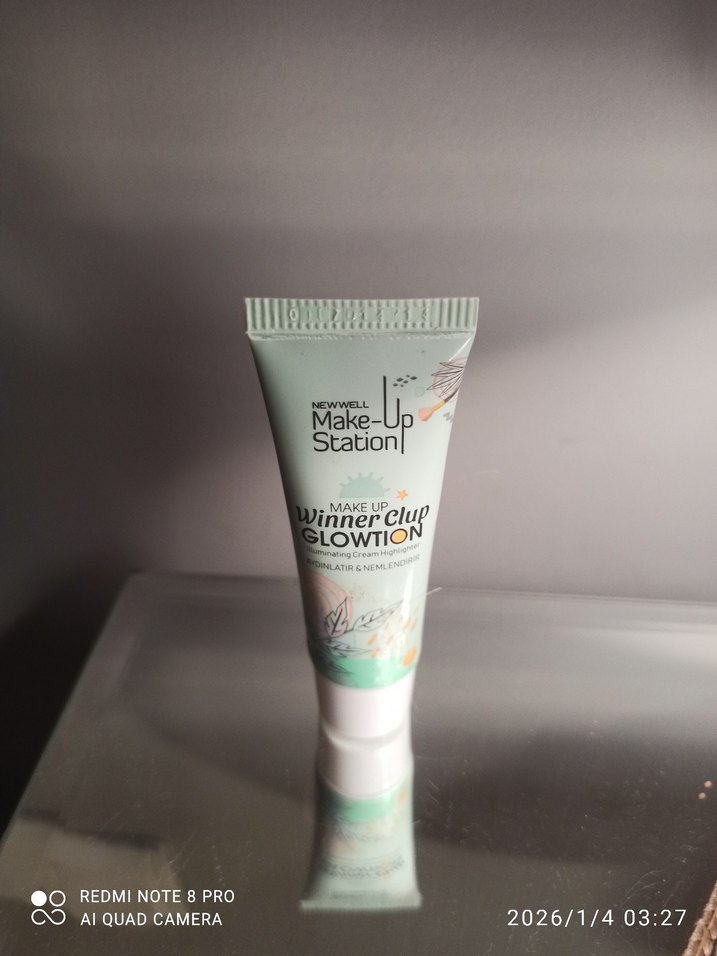 NEWWELL
Make-Up
Station
MAKE UP
Winner Clup
GLOWTION
Illuminating Cream Highlighter
AYDINLATIR & NEMLENDİRİR
REDMI NOTE 8 PRO
AI QUAD CAMERA
2026/1/4 03:27